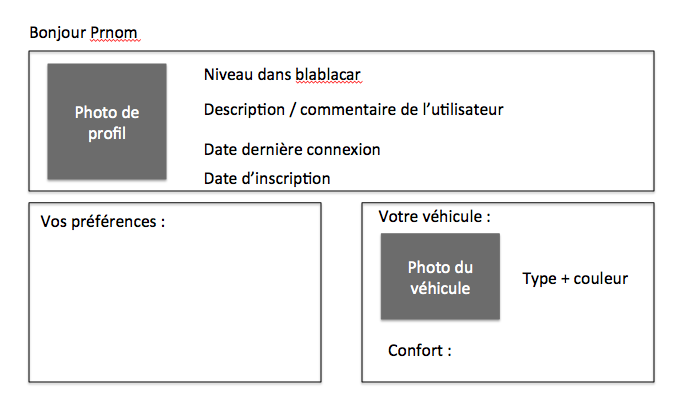 Bonjour Prnom
Photo de
profil
Niveau dans blablacar
Description / commentaire de l’utilisateur
Date dernière connexion
Date d’inscription
Vos préférences :
Votre véhicule :
Photo du
véhicule
Type + couleur
Confort :